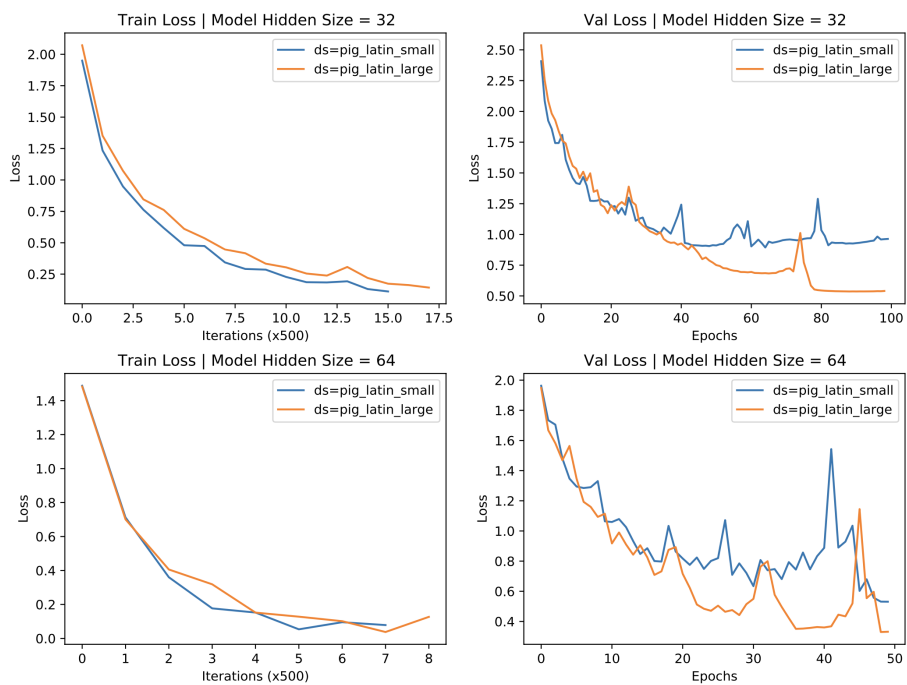 Train Loss | Model Hidden Size = 32
Loss
2.00
1.75
1.50
1.25
1.00
0.75
0.50
0.25
ds=pig_latin_small
ds=pig_latin_large
0.0 2.5 5.0 7.5 10.0 12.5 15.0 17.5
Iterations (x500)
Val Loss | Model Hidden Size = 32
Loss
2.50
2.25
2.00
1.75
1.50
1.25
1.00
0.75
0.50
ds=pig_latin_small
ds=pig_latin_large
0 20 40 60 80 100
Epochs
Train Loss | Model Hidden Size = 64
Loss
1.4
1.2
1.0
0.8
0.6
0.4
0.2
0.0
ds=pig_latin_small
ds=pig_latin_large
0 1 2 3 4 5 6 7 8
Iterations (x500)
Val Loss | Model Hidden Size = 64
Loss
2.0
1.8
1.6
1.4
1.2
1.0
0.8
0.6
0.4
ds=pig_latin_small
ds=pig_latin_large
0 10 20 30 40 50
Epochs